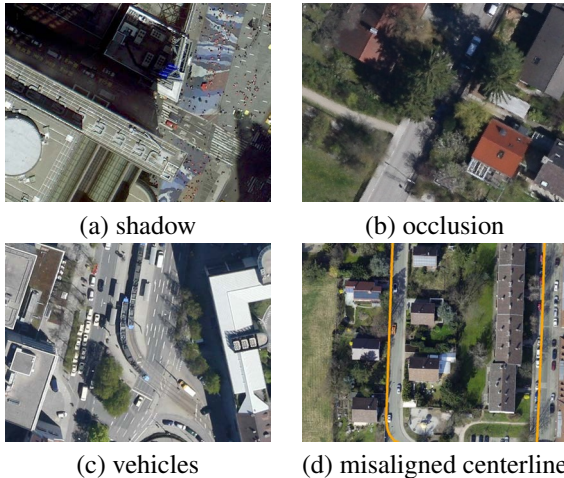 (a) shadow
(b) occlusion
(c) vehicles
(d) misaligned centerline